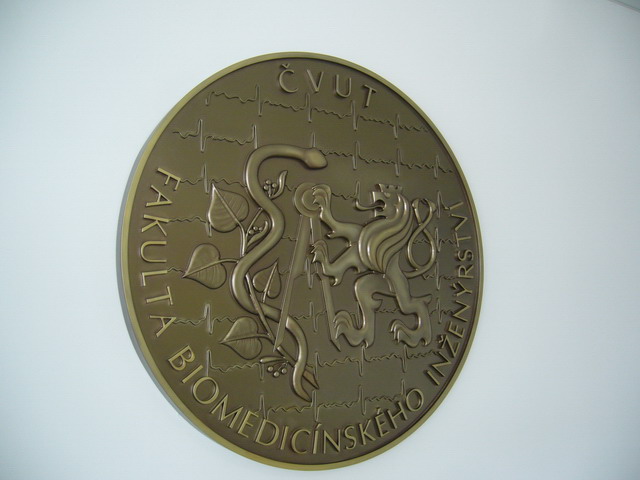 ČVUT
FAKULTA BIOMEDICÍNSKÉHO INŽENÝRSTVÍ